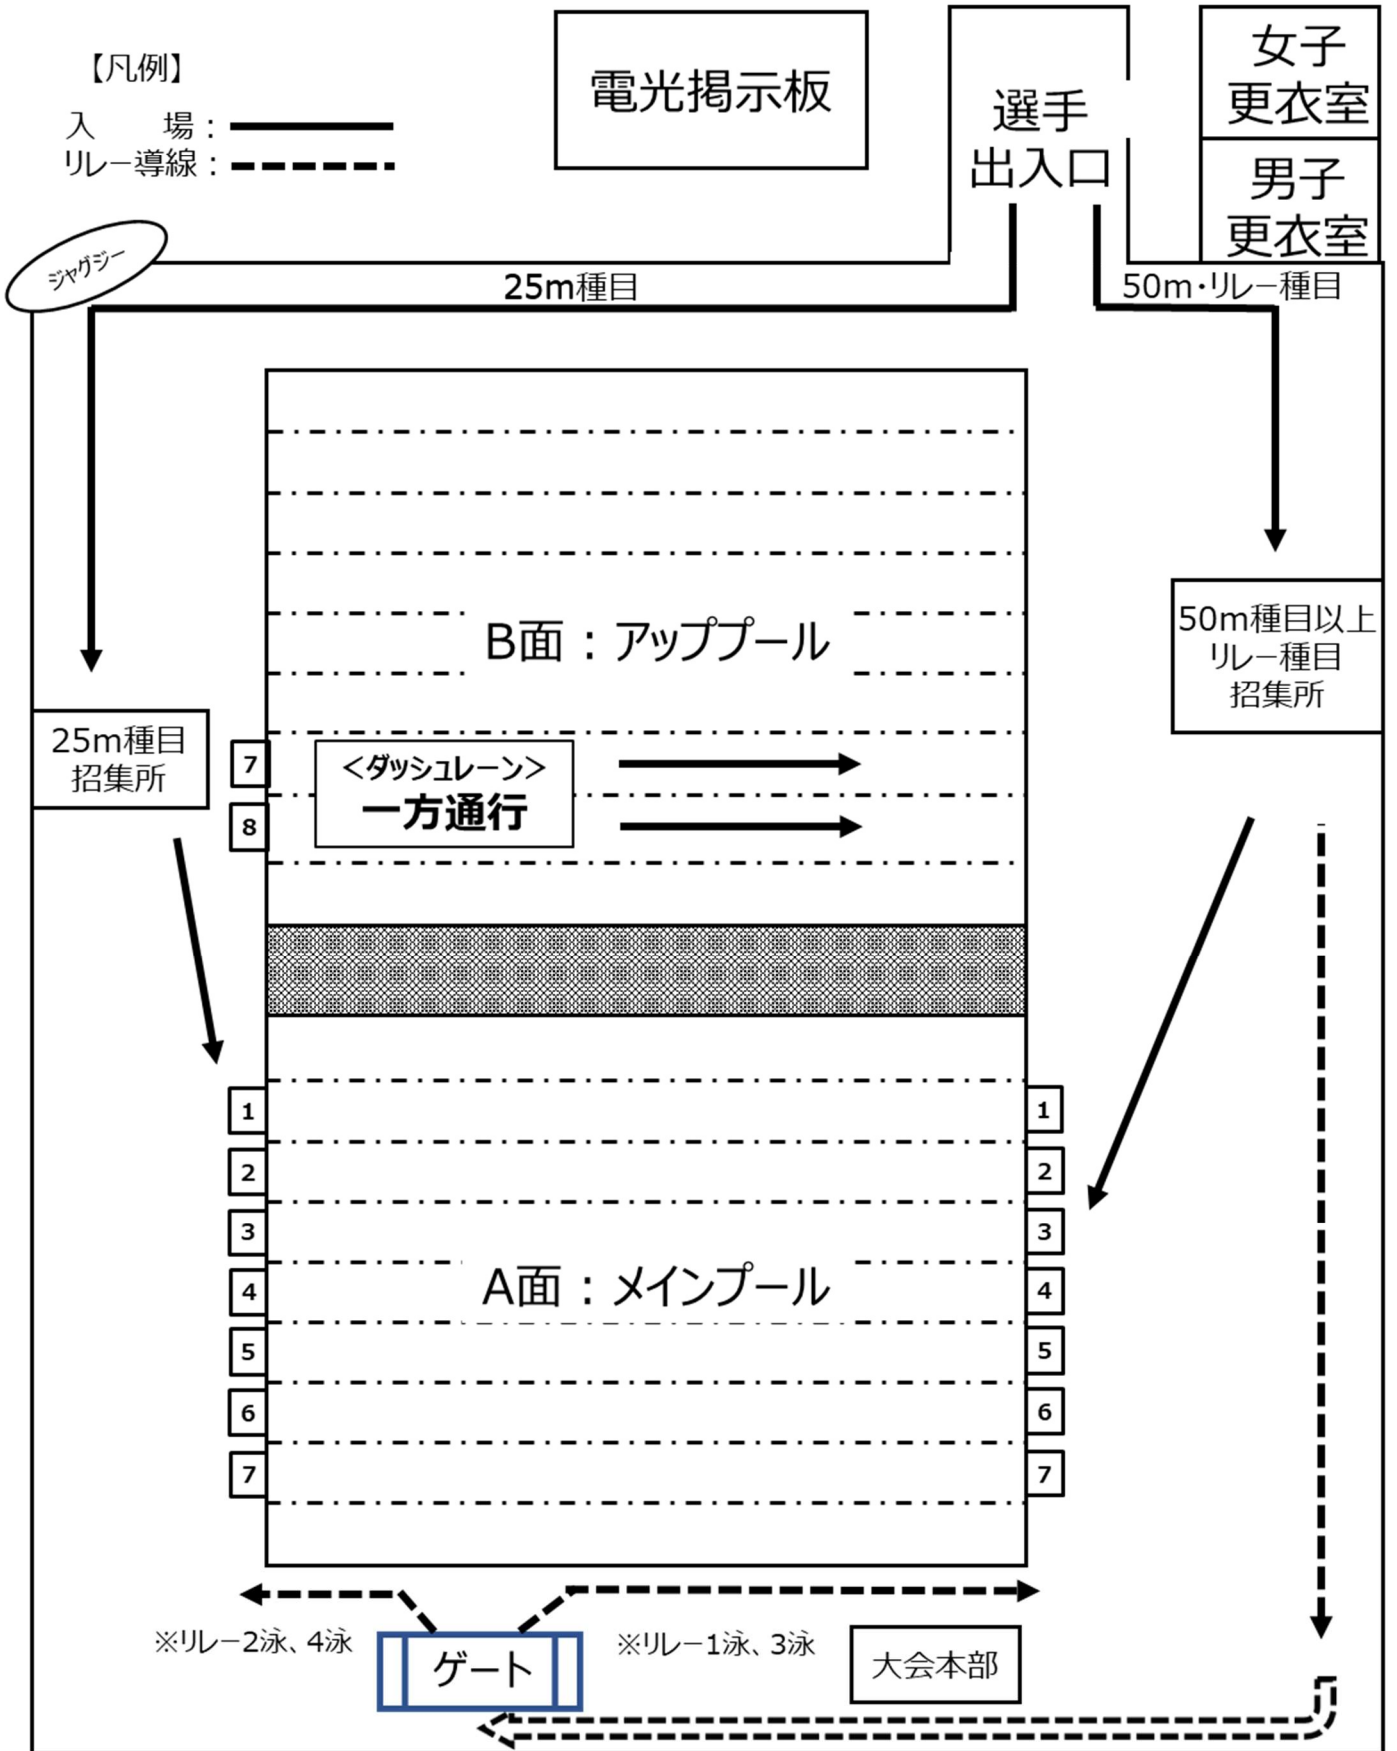 【凡例】
入　　場：
リレー導線：
電光掲示板
選手
出入口
女子
更衣室
男子
更衣室
ジャグジー
25m種目
50m・リレー種目
B面：アッププール
50m種目以上
リレー種目
招集所
25m種目
招集所
7
8
＜ダッシュレーン＞
一方通行
1
2
3
4
5
6
7
A面：メインプール
1
2
3
4
5
6
7
※リレー2泳、4泳
ゲート
※リレー1泳、3泳
大会本部